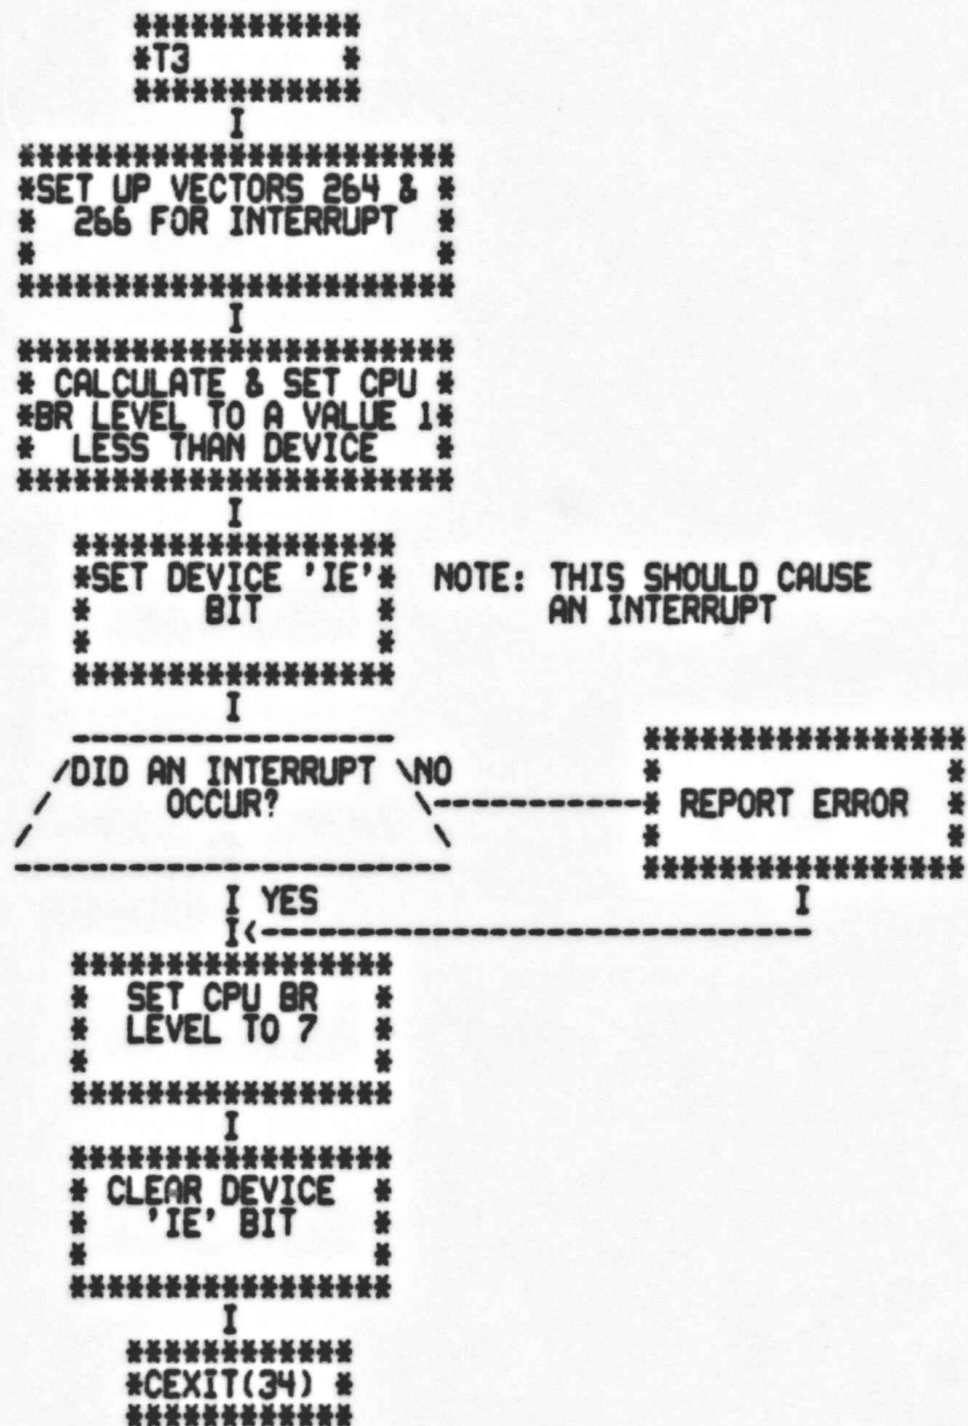 ************
*T3        *
************
I
***********************
*SET UP VECTORS 264 & *
*  266 FOR INTERRUPT  *
*                     *
***********************
I
***********************
* CALCULATE & SET CPU *
*BR LEVEL TO A VALUE 1*
*  LESS THAN DEVICE   *
***********************
I
*****************
*SET DEVICE 'IE'*  NOTE: THIS SHOULD CAUSE
*      BIT      *        AN INTERRUPT
*               *
*****************
I
-----------------
/DID AN INTERRUPT \NO
/      OCCUR?       \-----------* REPORT ERROR  *
/                     \
-----------------------
I YES
I<-----------------------------
*****************
*   SET CPU BR  *
*  LEVEL TO 7   *
*               *
*****************
I
*****************
* CLEAR DEVICE  *
*   'IE' BIT    *
*               *
*****************
I
************
*CEXIT(34) *
************